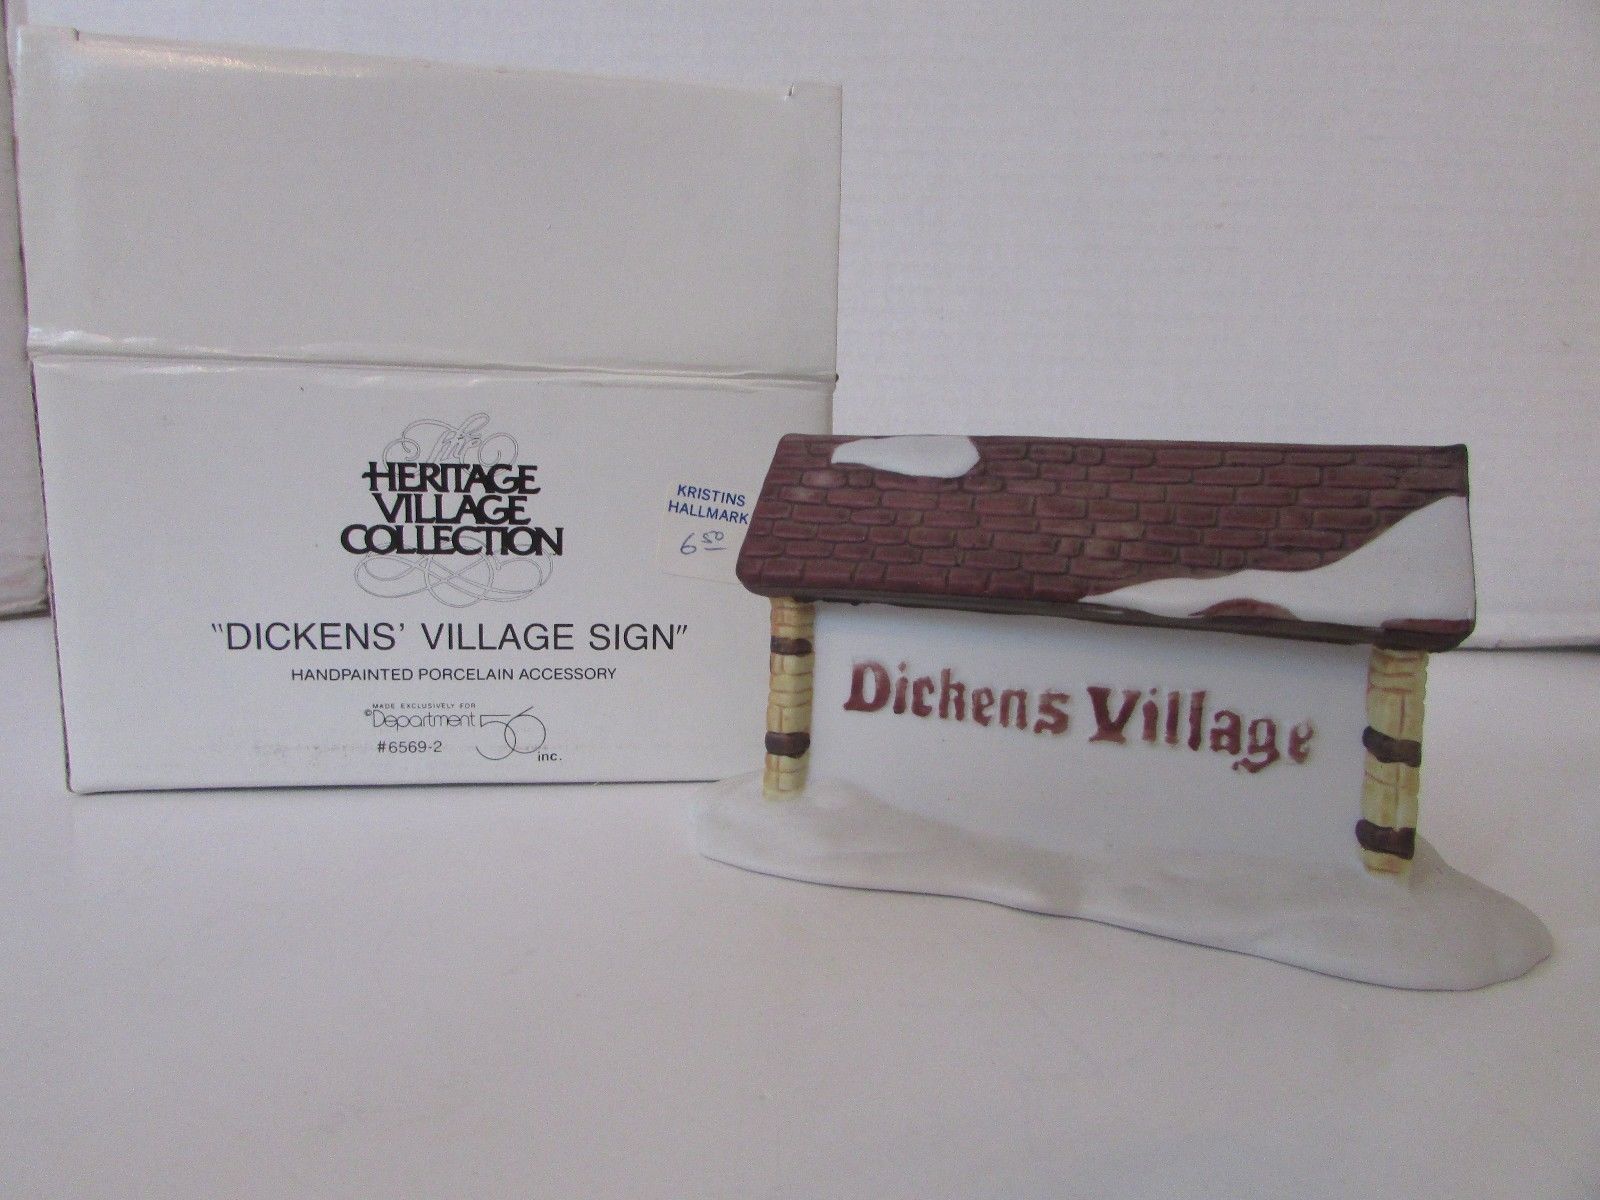 The
HERITAGE
VILLAGE
COLLECTION
"DICKENS' VILLAGE SIGN"
HANDPAINTED PORCELAIN ACCESSORY
MADE EXCLUSIVELY FOR
©Department 56
#6569-2
inc.
KRISTINS
HALLMARK
6 50
Dickens Village